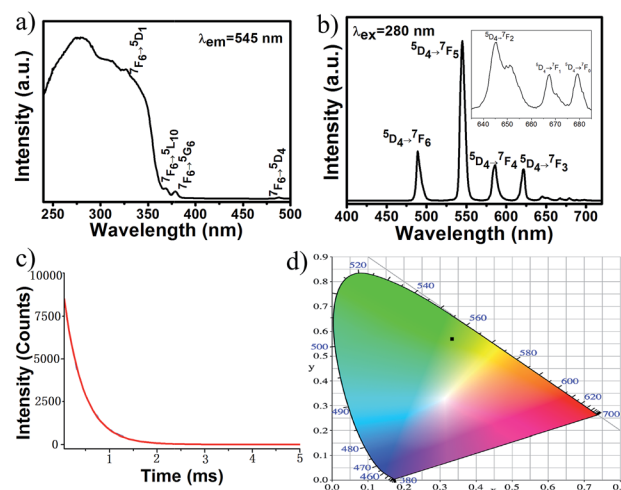 a)
λem=545 nm
⁷F₆→⁵D₁
⁷F₆→⁵L₁₀
⁷F₆→⁵G₆
⁷F₆→⁵D₄
Intensity (a.u.)
250 300 350 400 450 500
Wavelength (nm)
b)
λex=280 nm
⁵D₄→⁷F₅
⁵D₄→⁷F₆
⁵D₄→⁷F₄
⁵D₄→⁷F₃
⁵D₄→⁷F₂
⁵D₄→⁷F₁
640 650 660 670 680
Intensity (a.u.)
400 450 500 550 600 650 700
Wavelength (nm)
c)
10000
7500
5000
2500
0
Intensity (Counts)
1 2 3 4 5
Time (ms)
d)
0.9
0.8
0.7
0.6
0.5
0.4
0.3
0.2
0.1
0.0
y
520
540
560
500
580
600
620
490
700
480
470
460
380
0.0 0.1 0.2 0.3 0.4 0.5 0.6 0.7